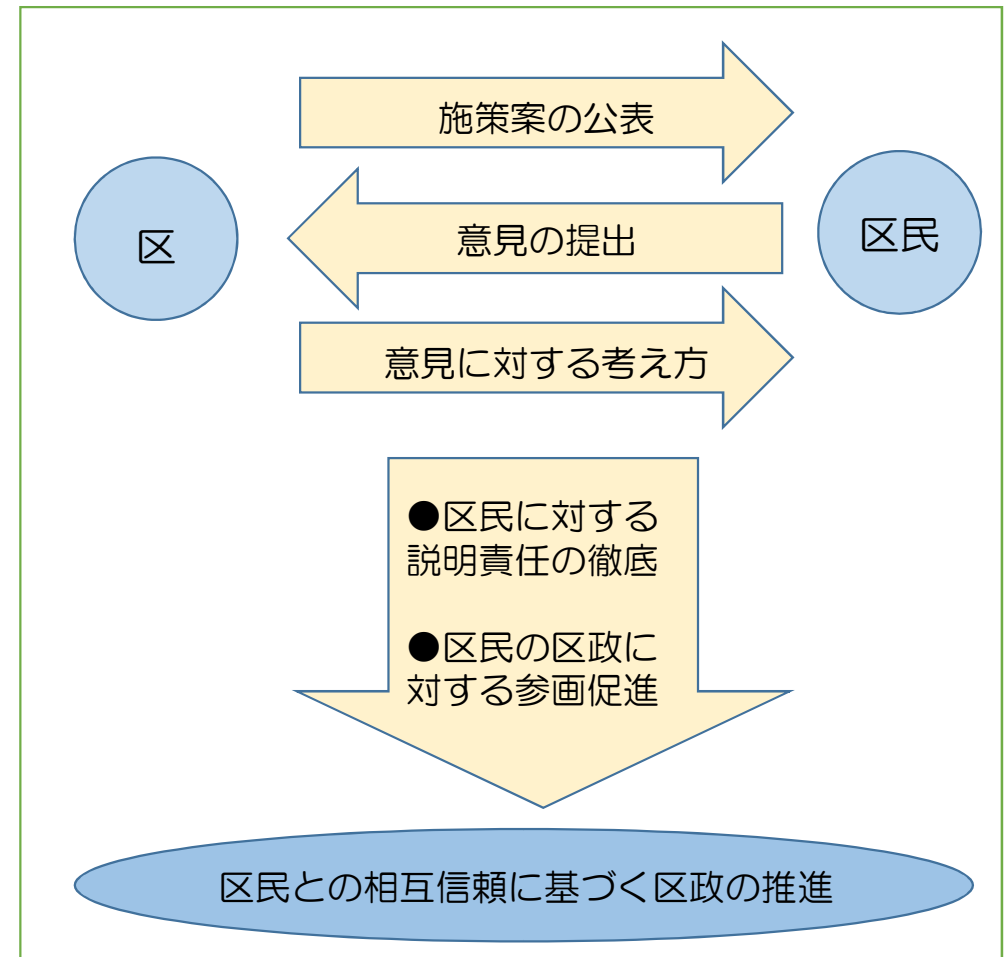 施策案の公表
区
意見の提出
区民
意見に対する考え方
●区民に対する
説明責任の徹底
●区民の区政に
対する参画促進
区民との相互信頼に基づく区政の推進